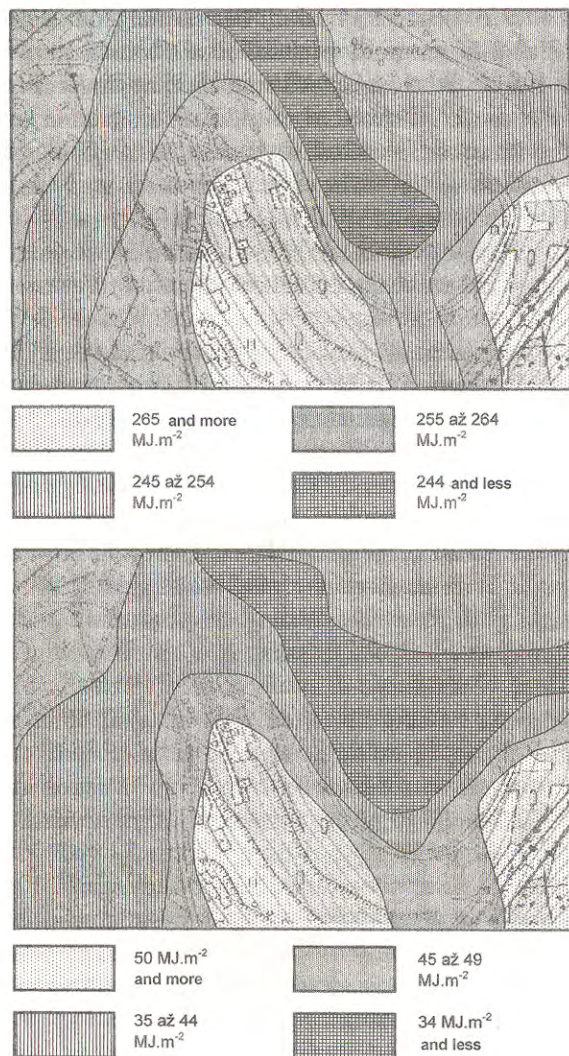 265 and more
MJ.m⁻²
255 až 264
MJ.m⁻²
245 až 254
MJ.m⁻²
244 and less
MJ.m⁻²
50 MJ.m⁻²
and more
45 až 49
MJ.m⁻²
35 až 44
MJ.m⁻²
34 MJ.m⁻²
and less